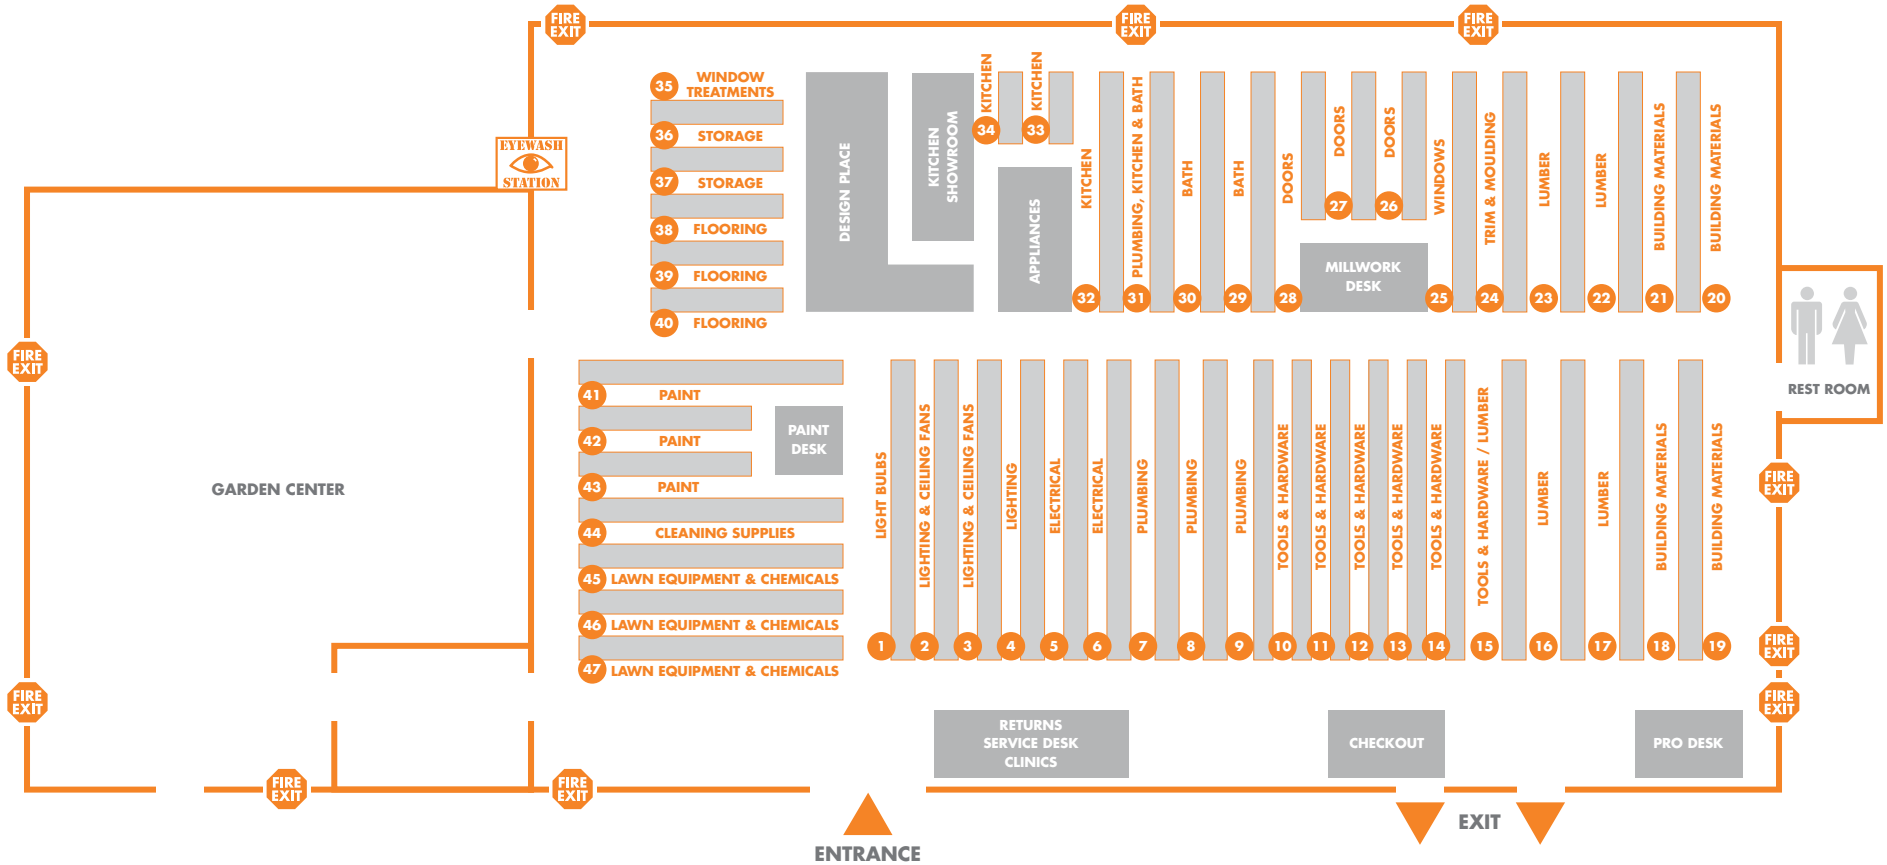 FIRE
EXIT
FIRE
EXIT
FIRE
EXIT
EYEWASH
STATION
35 WINDOW
TREATMENTS
36 STORAGE
37 STORAGE
38 FLOORING
39 FLOORING
40 FLOORING
DESIGN PLACE
KITCHEN
SHOWROOM
KITCHEN
34
KITCHEN
33
APPLIANCES
KITCHEN
32
PLUMBING, KITCHEN & BATH
31
BATH
30
BATH
29
DOORS
28
DOORS
27
DOORS
26
MILLWORK
DESK
WINDOWS
25
TRIM & MOULDING
24
LUMBER
23
LUMBER
22
BUILDING MATERIALS
21
BUILDING MATERIALS
20
REST ROOM
FIRE
EXIT
GARDEN CENTER
FIRE
EXIT
41 PAINT
42 PAINT
43 PAINT
44 CLEANING SUPPLIES
45 LAWN EQUIPMENT & CHEMICALS
46 LAWN EQUIPMENT & CHEMICALS
47 LAWN EQUIPMENT & CHEMICALS
PAINT
DESK
LIGHT BULBS
1
LIGHTING & CEILING FANS
2
LIGHTING & CEILING FANS
3
LIGHTING
4
ELECTRICAL
5
ELECTRICAL
6
PLUMBING
7
PLUMBING
8
PLUMBING
9
TOOLS & HARDWARE
10
TOOLS & HARDWARE
11
TOOLS & HARDWARE
12
TOOLS & HARDWARE
13
TOOLS & HARDWARE
14
TOOLS & HARDWARE / LUMBER
15
LUMBER
16
LUMBER
17
BUILDING MATERIALS
18
BUILDING MATERIALS
19
FIRE
EXIT
FIRE
EXIT
FIRE
EXIT
RETURNS
SERVICE DESK
CLINICS
CHECKOUT
PRO DESK
FIRE
EXIT
FIRE
EXIT
ENTRANCE
EXIT